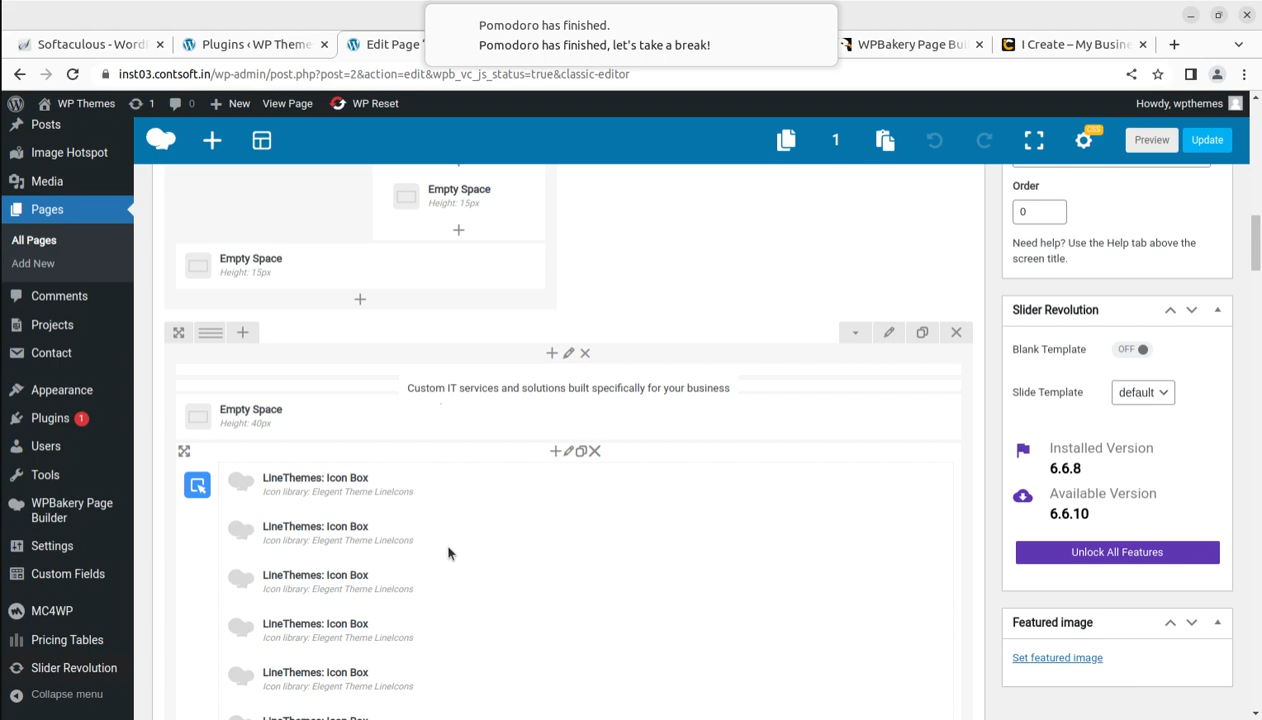 Pomodoro has finished.
Pomodoro has finished, let's take a break!
Softaculous - Word
Plugins ‹ WP Theme
Edit Page "
WPBakery Page Bui
I Create – My Busin
inst03.contsoft.in/wp-admin/post.php?post=2&action=edit&wpb_vc_js_status=true&classic-editor
WP Themes
1
0
New
View Page
WP Reset
Howdy, wpthemes
Posts
Image Hotspot
Media
Pages
All Pages
Add New
Comments
Projects
Contact
Appearance
Plugins 1
Users
Tools
WPBakery Page
Builder
Settings
Custom Fields
MC4WP
Pricing Tables
Slider Revolution
Collapse menu
1
CSS
Preview
Update
Empty Space
Height: 15px
Empty Space
Height: 15px
Custom IT services and solutions built specifically for your business
Empty Space
Height: 40px
LineThemes: Icon Box
Icon library: Elegent Theme LineIcons
LineThemes: Icon Box
Icon library: Elegent Theme LineIcons
LineThemes: Icon Box
Icon library: Elegent Theme LineIcons
LineThemes: Icon Box
Icon library: Elegent Theme LineIcons
LineThemes: Icon Box
Icon library: Elegent Theme LineIcons
LineThemes: Icon Box
Order
0
Need help? Use the Help tab above the
screen title.
Slider Revolution
Blank Template
OFF
Slide Template
default
Installed Version
6.6.8
Available Version
6.6.10
Unlock All Features
Featured image
Set featured image